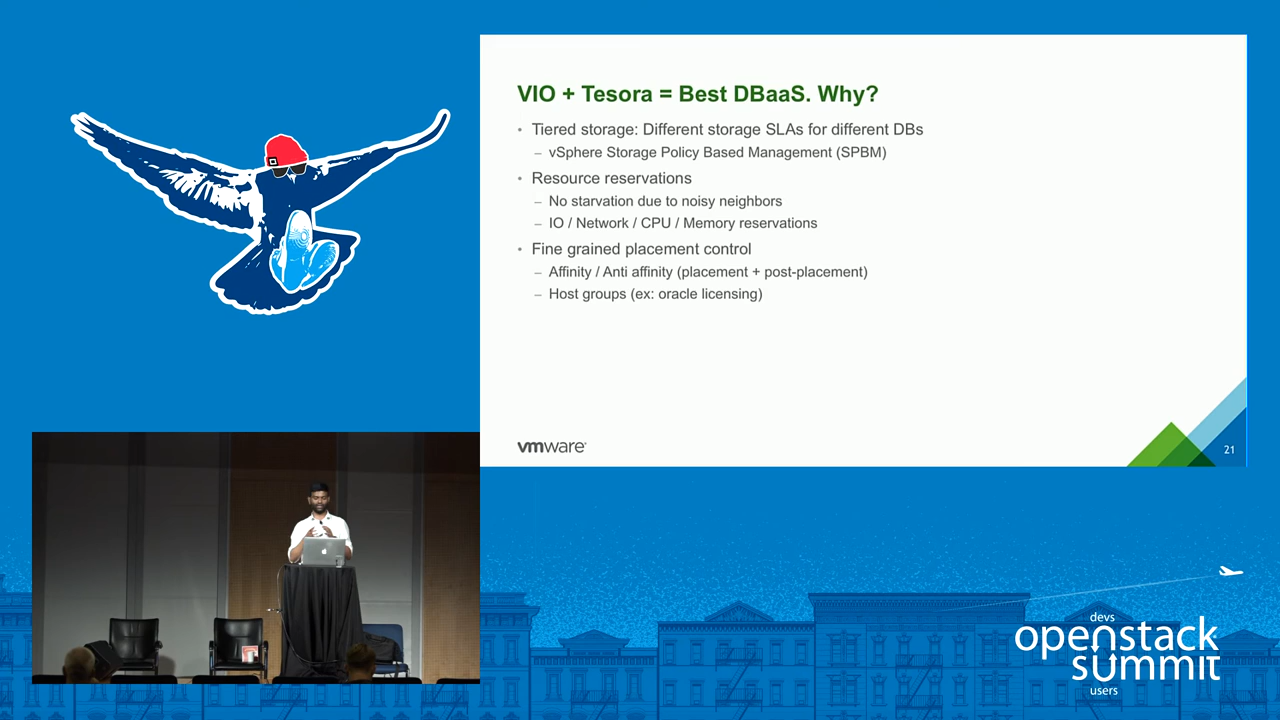 VIO + Tesora = Best DBaaS. Why?
• Tiered storage: Different storage SLAs for different DBs
– vSphere Storage Policy Based Management (SPBM)
• Resource reservations
– No starvation due to noisy neighbors
– IO / Network / CPU / Memory reservations
• Fine grained placement control
– Affinity / Anti affinity (placement + post-placement)
– Host groups (ex: oracle licensing)
vmware
21
devs
openstack
summit
users